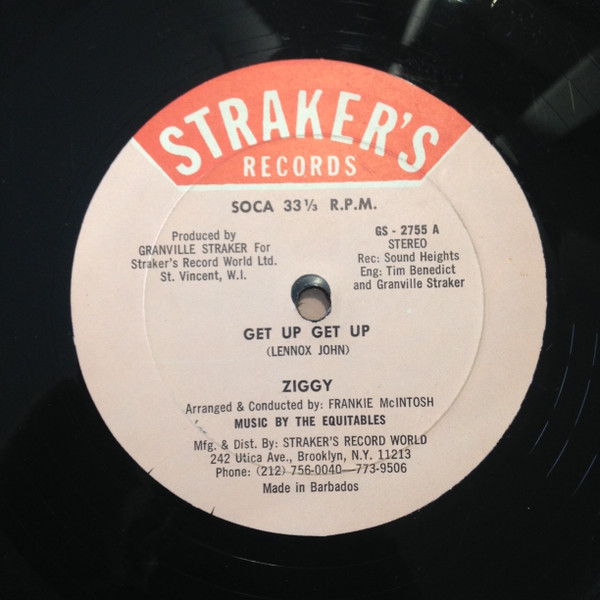 STRAKER'S
RECORDS
SOCA 33⅓ R.P.M.
Produced by
GRANVILLE STRAKER For
Straker's Record World Ltd.
St. Vincent, W.I.
GS - 2755 A
STEREO
Rec: Sound Heights
Eng: Tim Benedict
and Granville Straker
GET UP GET UP
(LENNOX JOHN)
ZIGGY
Arranged & Conducted by: FRANKIE McINTOSH
MUSIC BY THE EQUITABLES
Mfg. & Dist. By: STRAKER'S RECORD WORLD
242 Utica Ave., Brooklyn, N.Y. 11213
Phone: (212) 756-0040—773-9506
Made in Barbados